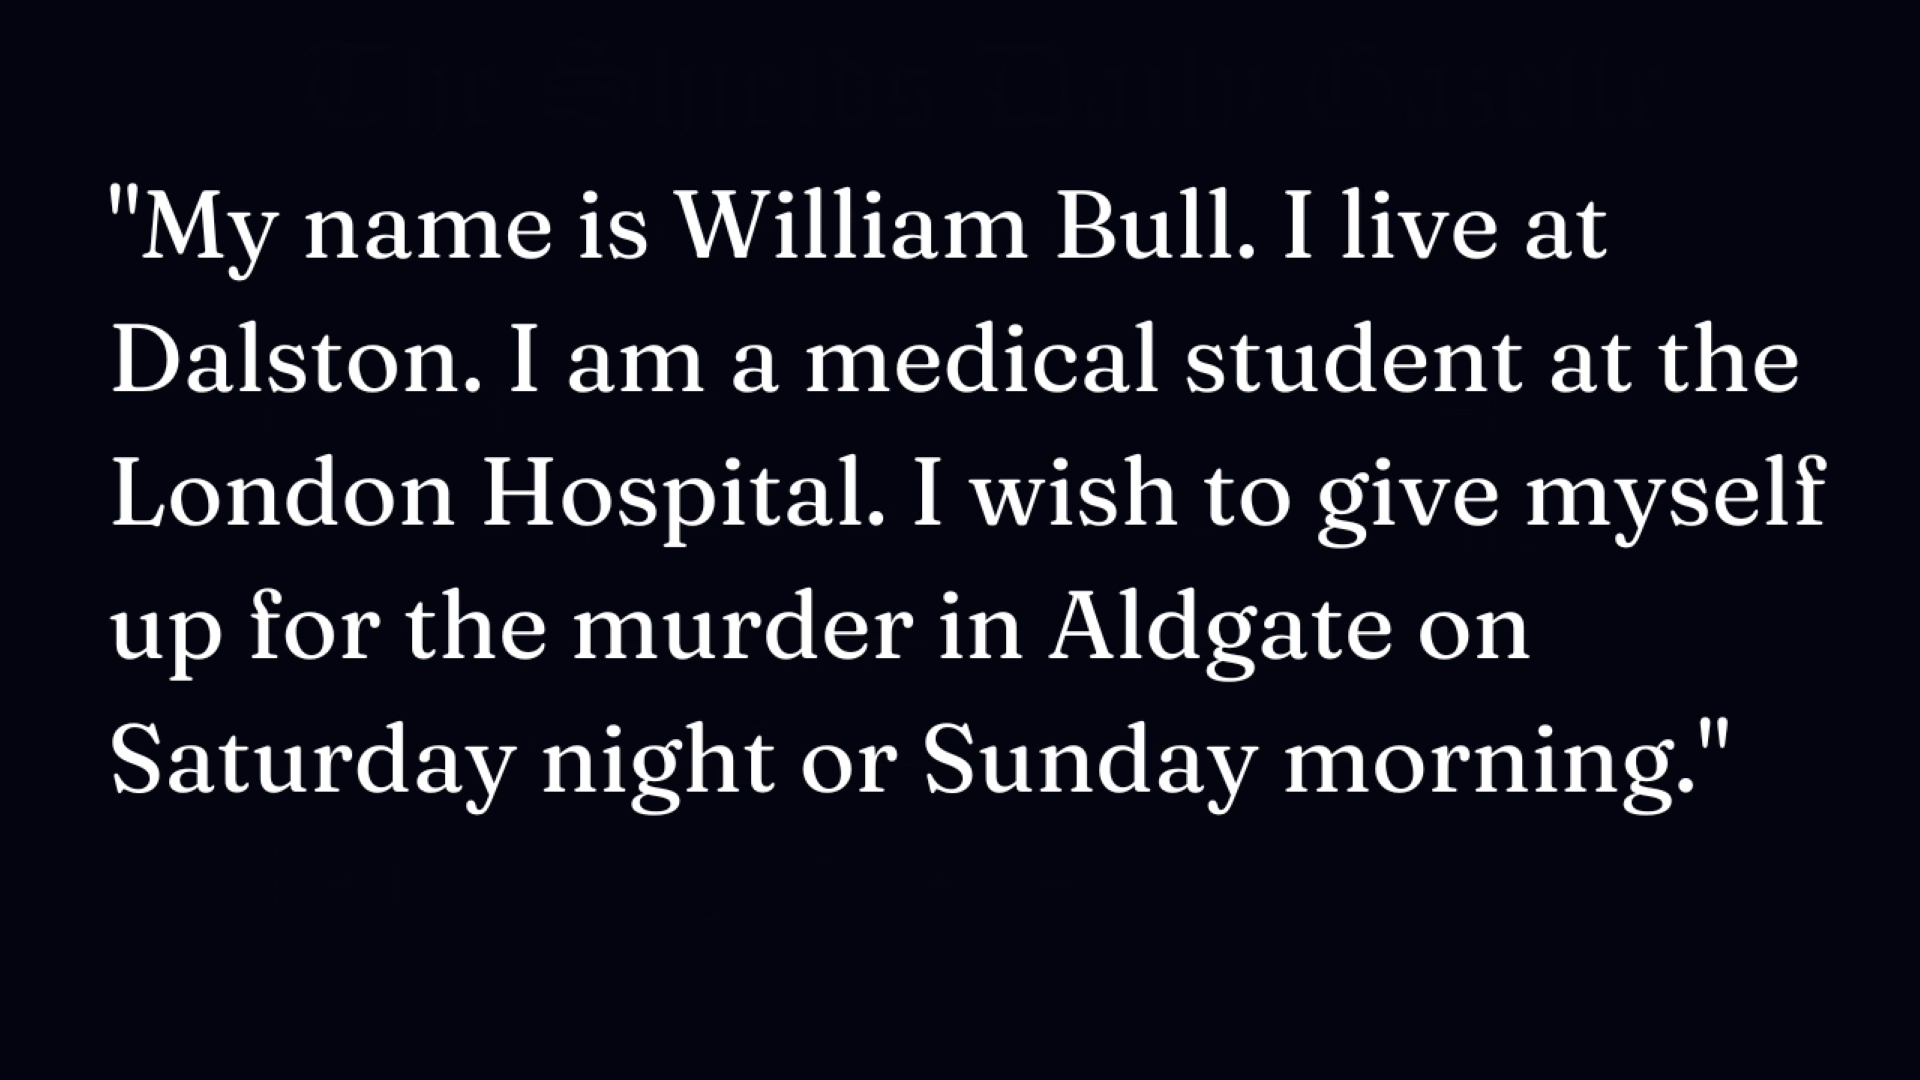 "My name is William Bull. I live at
Dalston. I am a medical student at the
London Hospital. I wish to give myself
up for the murder in Aldgate on
Saturday night or Sunday morning."